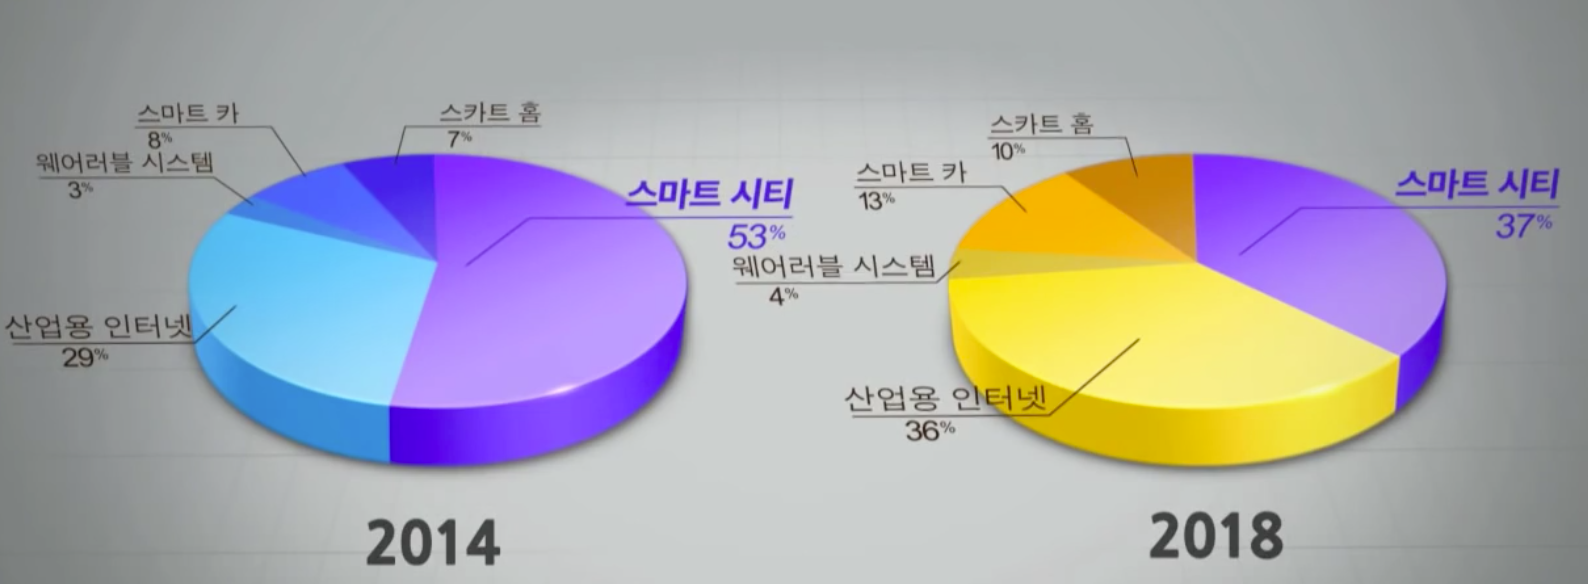 스마트 카
8%
스카트 홈
7%
웨어러블 시스템
3%
스마트 시티
53%
산업용 인터넷
29%
2014
스카트 홈
10%
스마트 카
13%
스마트 시티
37%
웨어러블 시스템
4%
산업용 인터넷
36%
2018